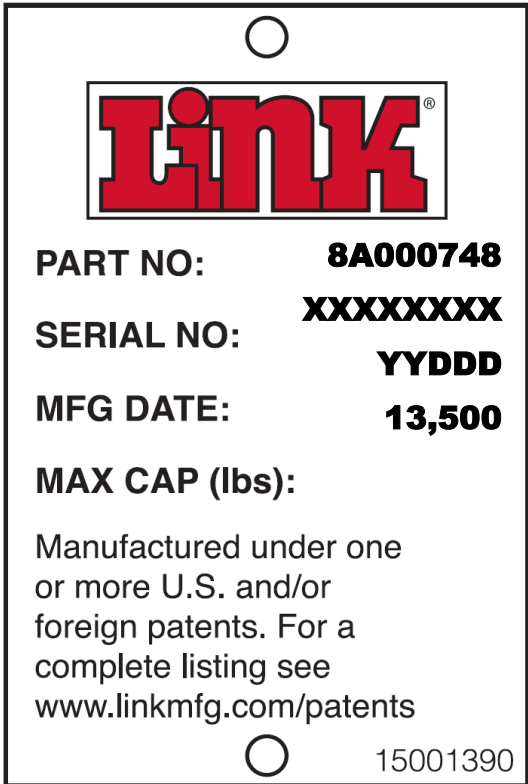 Link®
PART NO: 8A000748
SERIAL NO: XXXXXXXX
MFG DATE: YYDDD
MAX CAP (lbs): 13,500
Manufactured under one
or more U.S. and/or
foreign patents. For a
complete listing see
www.linkmfg.com/patents
15001390